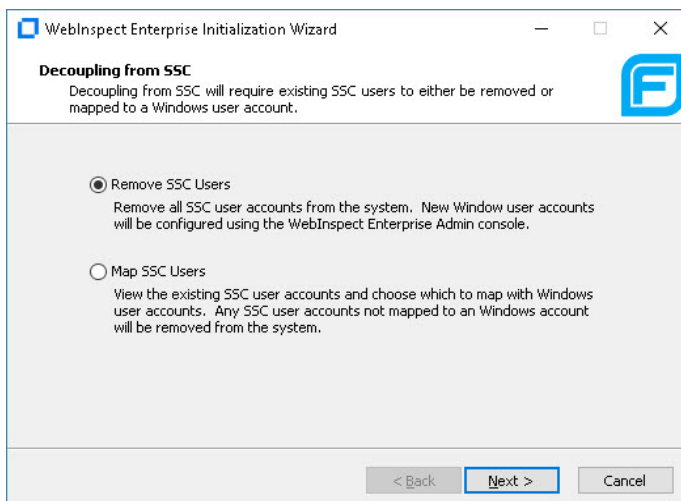 WebInspect Enterprise Initialization Wizard
Decoupling from SSC
Decoupling from SSC will require existing SSC users to either be removed or
mapped to a Windows user account.
Remove SSC Users
Remove all SSC user accounts from the system. New Window user accounts
will be configured using the WebInspect Enterprise Admin console.
Map SSC Users
View the existing SSC user accounts and choose which to map with Windows
user accounts. Any SSC user accounts not mapped to an Windows account
will be removed from the system.
< Back Next > Cancel